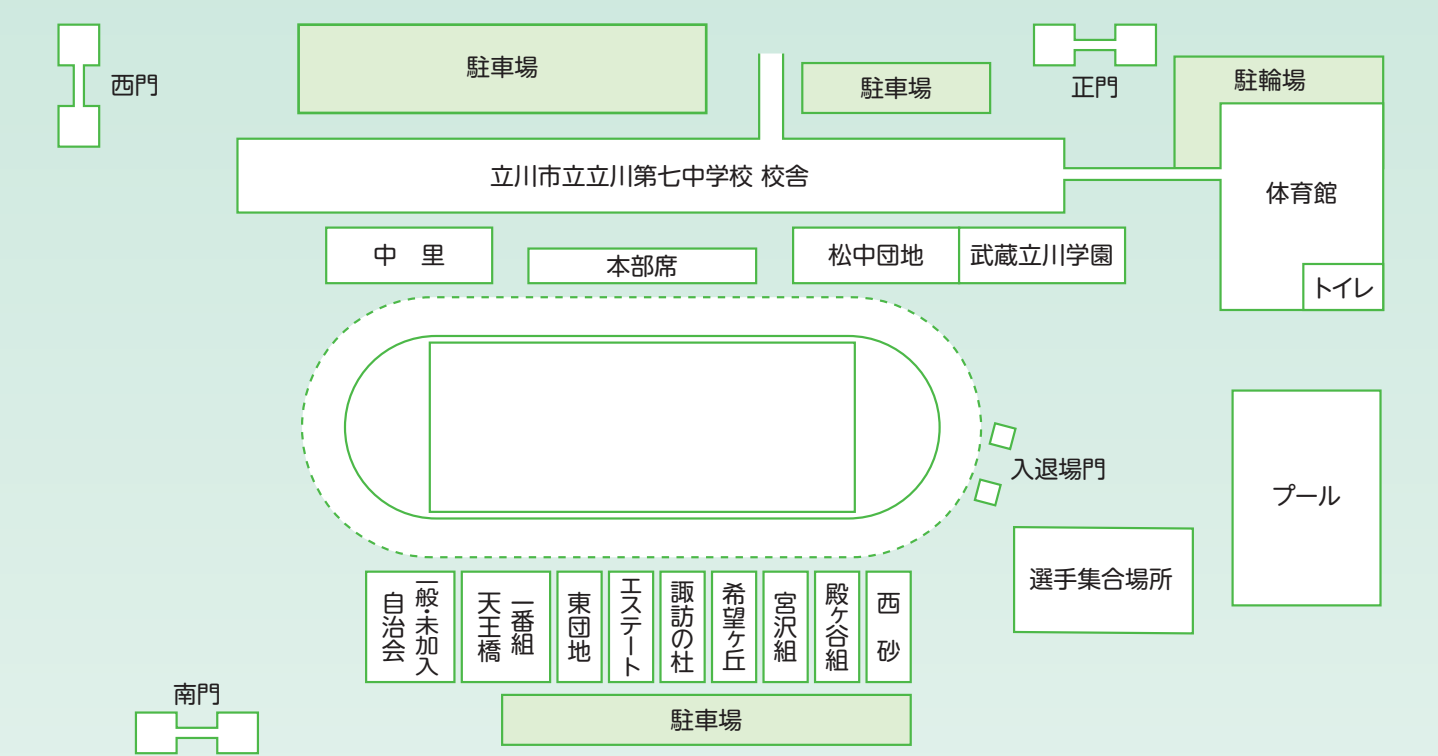 西門
駐車場
駐車場
正門
駐輪場
立川市立立川第七中学校 校舎
体育館
トイレ
中　里
本部席
松中団地
武蔵立川学園
入退場門
プール
選手集合場所
一般・未加入
自治会
一番組
天王橋
東団地
エステート
諏訪の杜
希望ヶ丘
宮沢組
殿ヶ谷組
西　砂
南門
駐車場